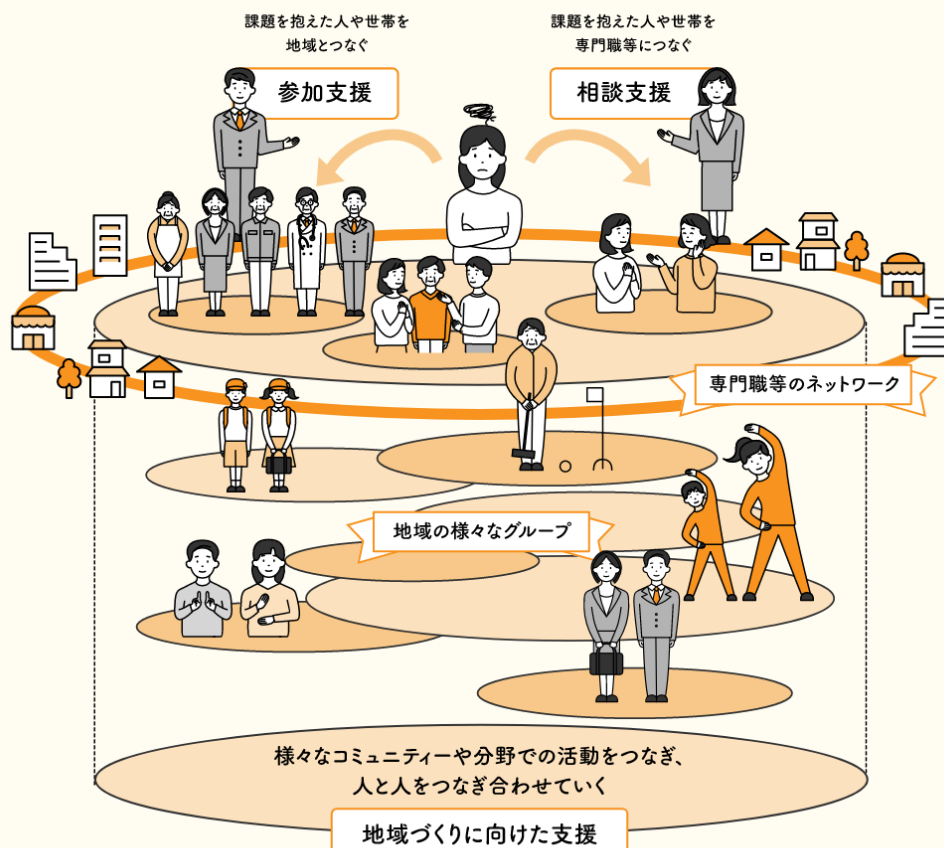 課題を抱えた人や世帯を
地域とつなぐ
参加支援
課題を抱えた人や世帯を
専門職等につなぐ
相談支援
専門職等のネットワーク
地域の様々なグループ
様々なコミュニティーや分野での活動をつなぎ、
人と人をつなぎ合わせていく
地域づくりに向けた支援